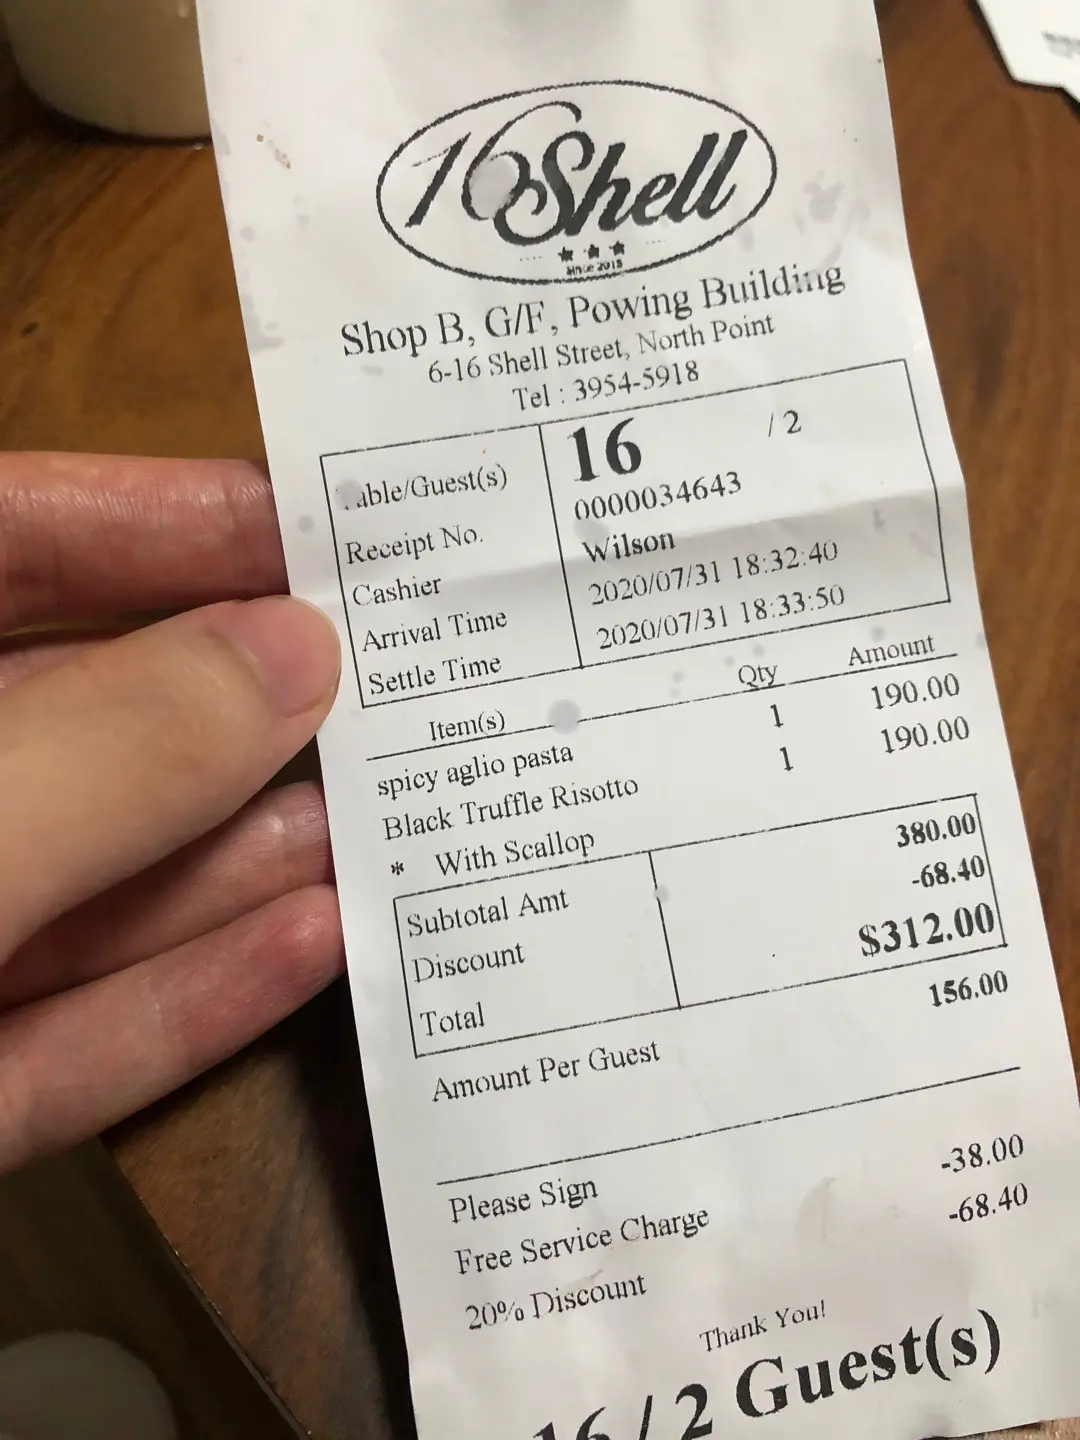 16 Shell
Since 2015
Shop B, G/F, Powing Building
6-16 Shell Street, North Point
Tel : 3954-5918
able/Guest(s) 16 / 2
Receipt No. 0000034643
Cashier Wilson
Arrival Time 2020/07/31 18:32:40
Settle Time 2020/07/31 18:33:50
Item(s) Qty Amount
spicy aglio pasta 1 190.00
Black Truffle Risotto 1 190.00
* With Scallop
Subtotal Amt 380.00
Discount -68.40
Total $312.00
Amount Per Guest 156.00
Please Sign
Free Service Charge -38.00
20% Discount -68.40
Thank You!
16 / 2 Guest(s)